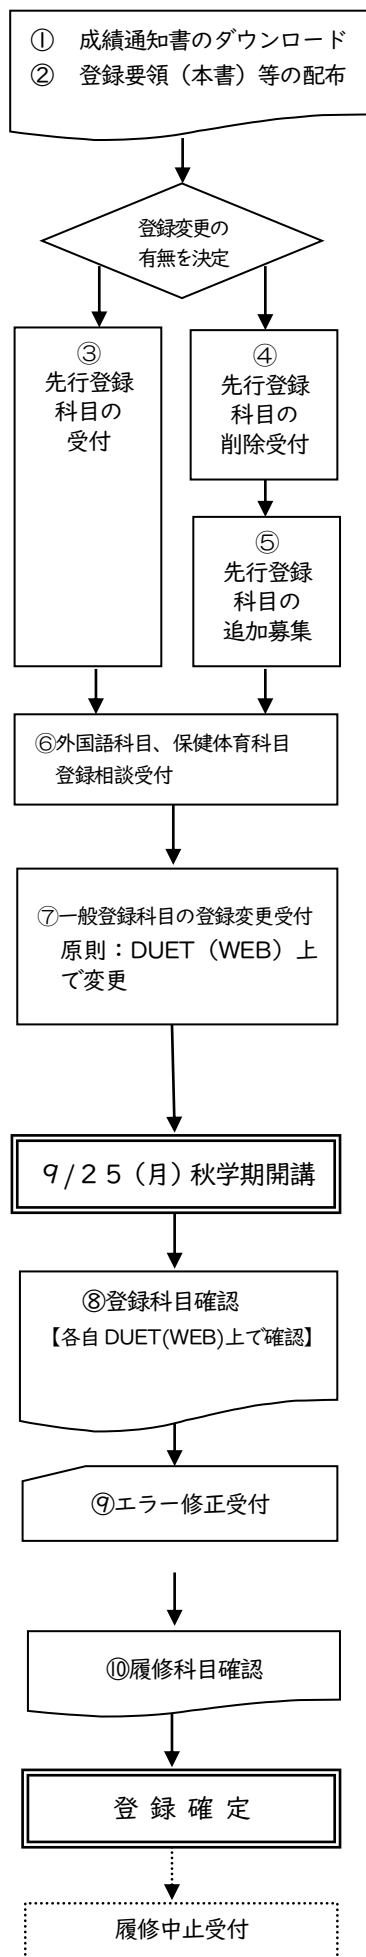 ① 成績通知書のダウンロード
② 登録要領（本書）等の配布
登録変更の
有無を決定
③
先行登録
科目の
受付
④
先行登録
科目の
削除受付
⑤
先行登録
科目の
追加募集
⑥外国語科目、保健体育科目
登録相談受付
⑦一般登録科目の登録変更受付
原則：DUET（WEB）上
で変更
９/２５（月）秋学期開講
⑧登録科目確認
【各自 DUET(WEB)上で確認】
⑨エラー修正受付
⑩履修科目確認
登 録 確 定
履修中止受付